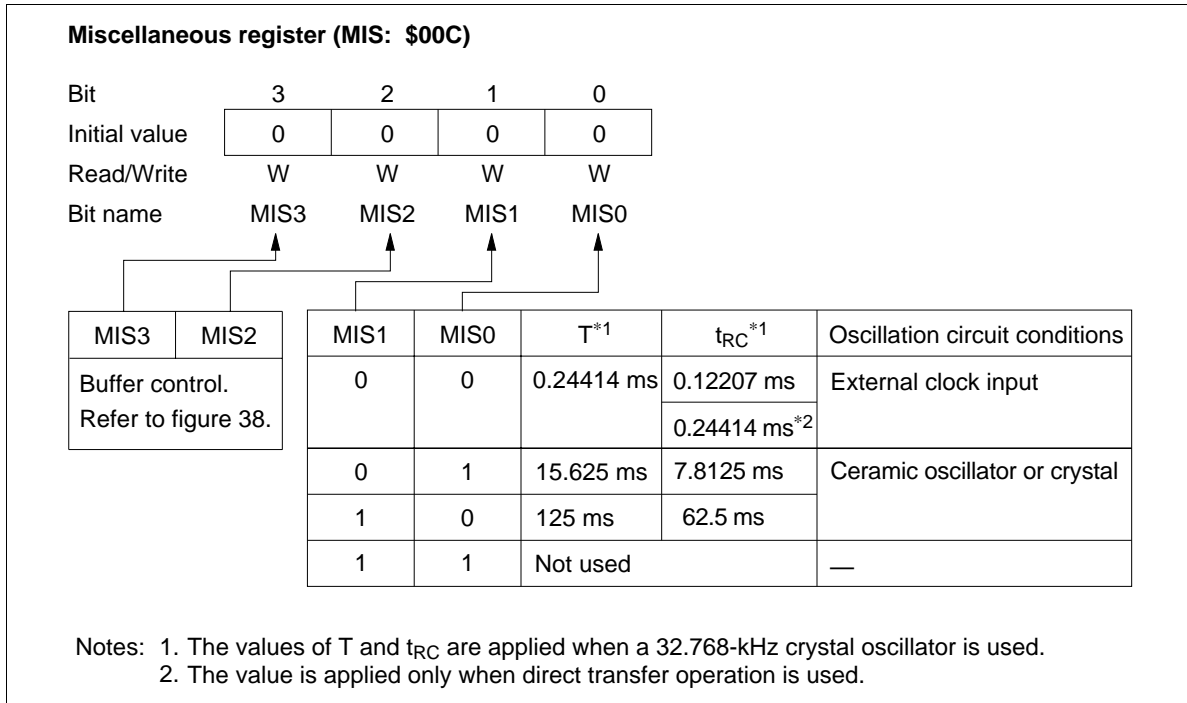 Miscellaneous register (MIS: $00C)
Bit 3 2 1 0
Initial value 0 0 0 0
Read/Write W W W W
Bit name MIS3 MIS2 MIS1 MIS0
MIS3 MIS2
Buffer control.
Refer to figure 38.
MIS1 MIS0 T*1 tRC*1 Oscillation circuit conditions
0 0 0.24414 ms 0.12207 ms External clock input
0.24414 ms*2
0 1 15.625 ms 7.8125 ms Ceramic oscillator or crystal
1 0 125 ms 62.5 ms
1 1 Not used —
Notes: 1. The values of T and tRC are applied when a 32.768-kHz crystal oscillator is used.
2. The value is applied only when direct transfer operation is used.